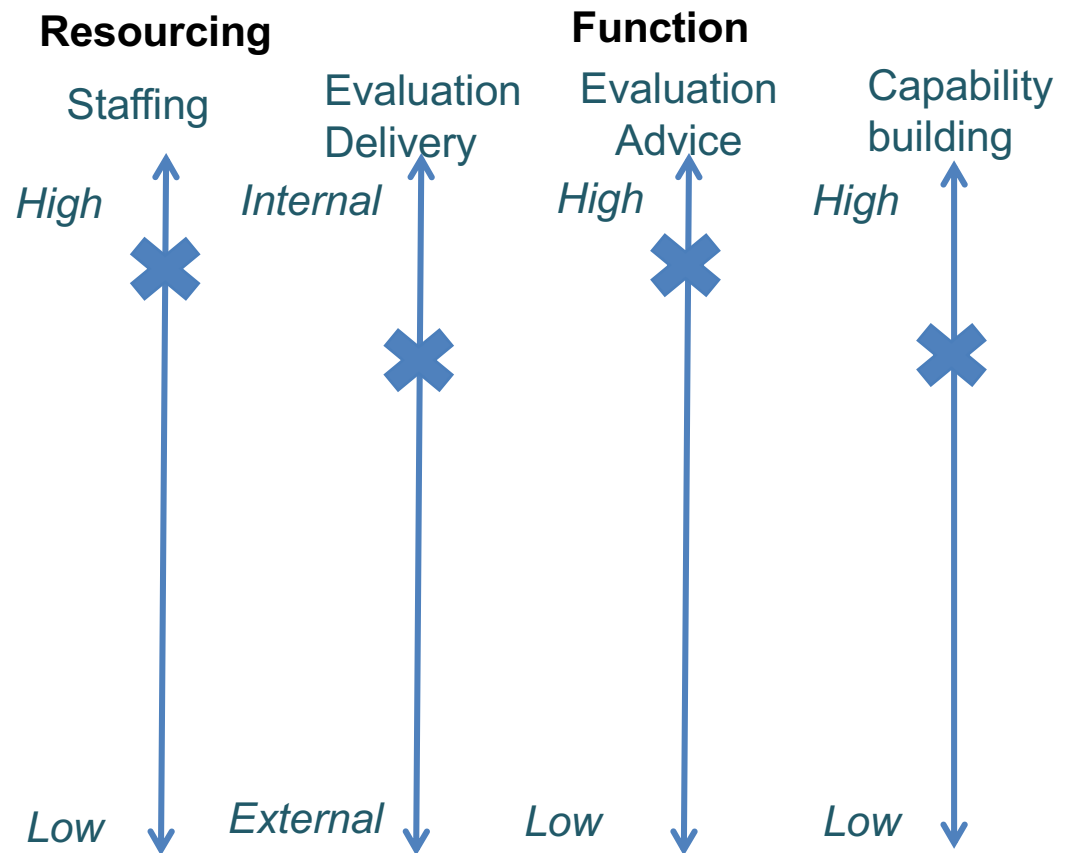 Resourcing
Function
Staffing
Evaluation
Delivery
Evaluation
Advice
Capability
building
High
Internal
High
High
Low
External
Low
Low